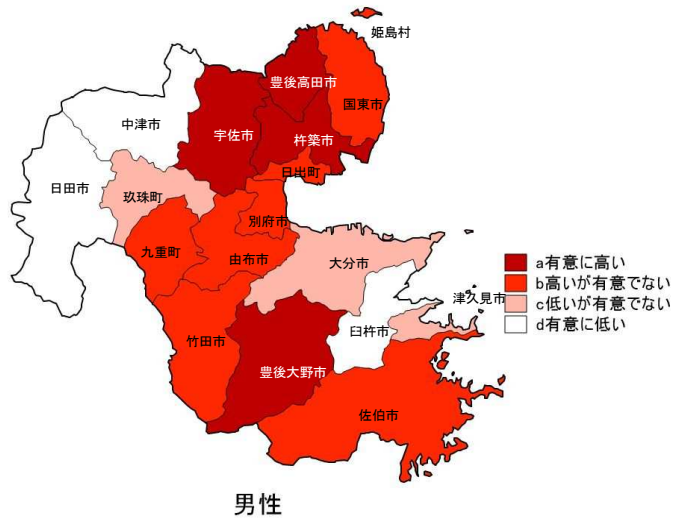 姫島村
豊後高田市
国東市
中津市
宇佐市
杵築市
日出町
日田市
玖珠町
別府市
九重町
由布市
大分市
a有意に高い
b高いが有意でない
c低いが有意でない
d有意に低い
津久見市
臼杵市
竹田市
豊後大野市
佐伯市
男性